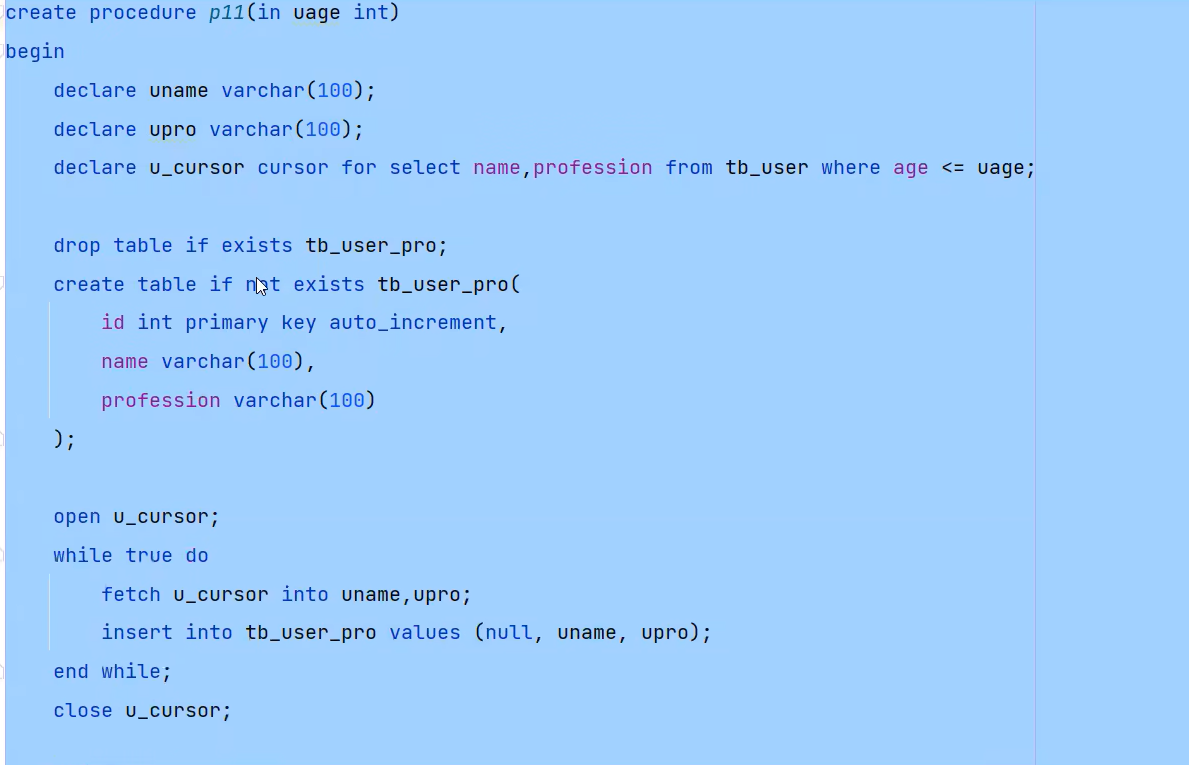 create procedure p11(in uage int)
begin
declare uname varchar(100);
declare upro varchar(100);
declare u_cursor cursor for select name,profession from tb_user where age <= uage;
drop table if exists tb_user_pro;
create table if not exists tb_user_pro(
id int primary key auto_increment,
name varchar(100),
profession varchar(100)
);
open u_cursor;
while true do
fetch u_cursor into uname,upro;
insert into tb_user_pro values (null, uname, upro);
end while;
close u_cursor;